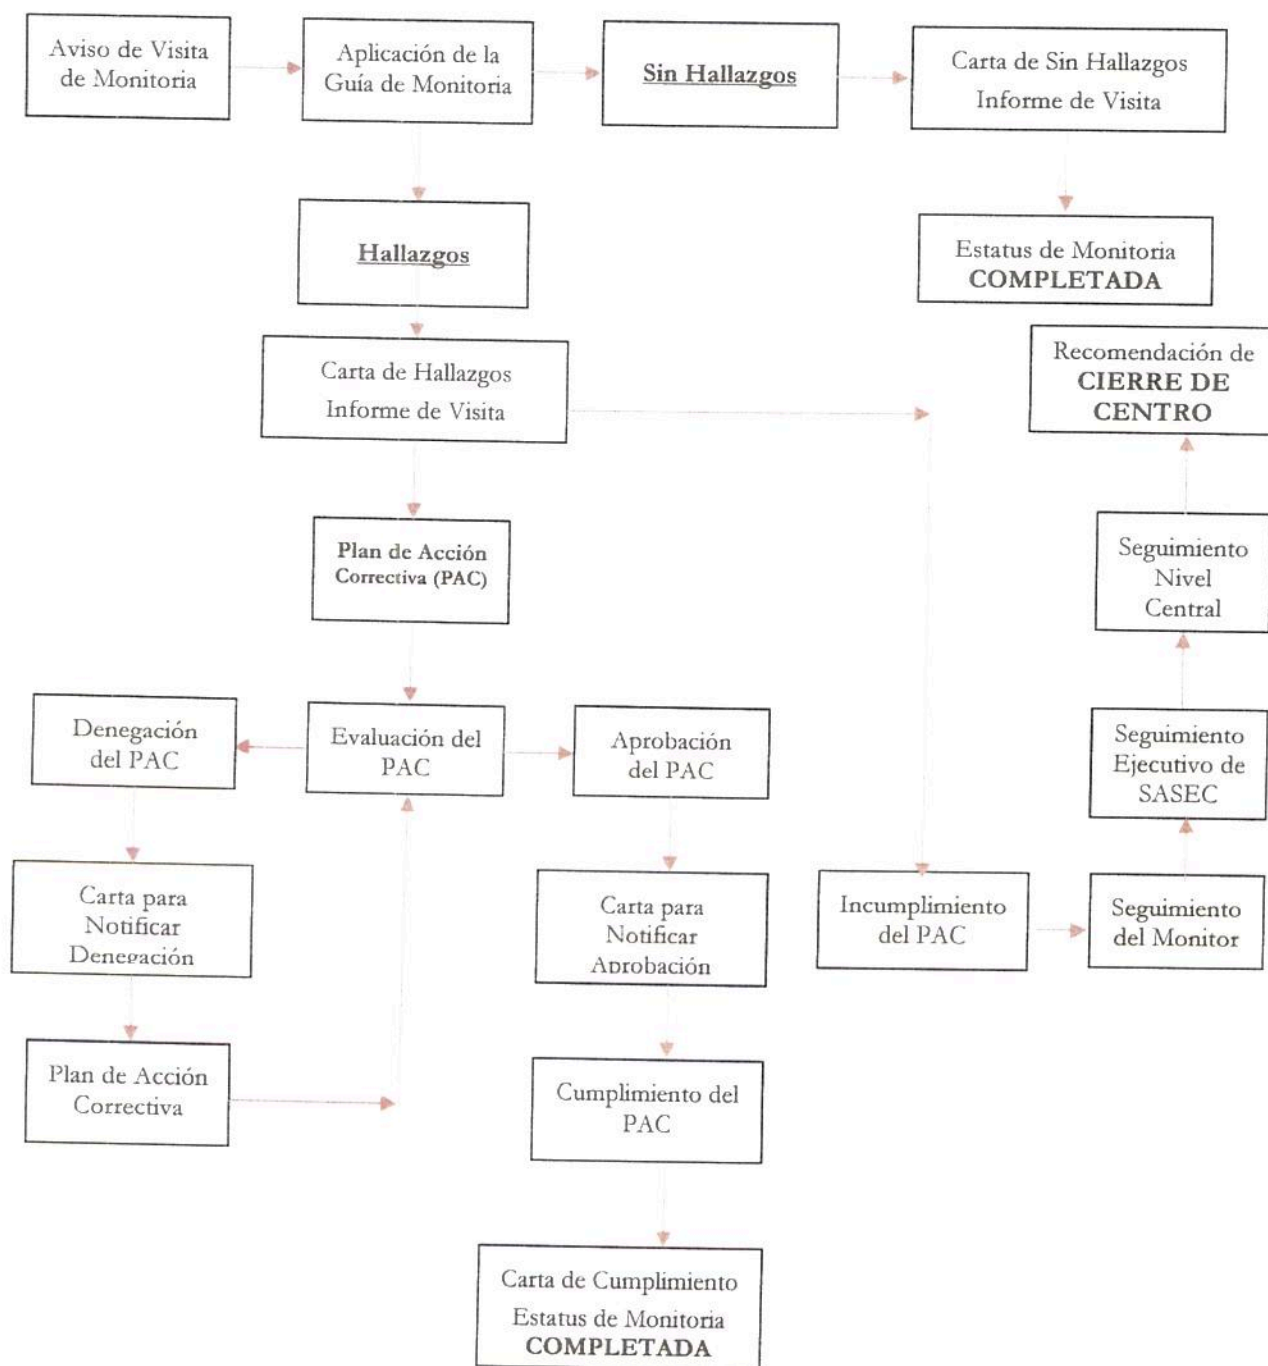 Aviso de Visita
de Monitoria
Aplicación de la
Guía de Monitoria
Sin Hallazgos
Carta de Sin Hallazgos
Informe de Visita
Hallazgos
Estatus de Monitoria
COMPLETADA
Carta de Hallazgos
Informe de Visita
Recomendación de
CIERRE DE
CENTRO
Plan de Acción
Correctiva (PAC)
Seguimiento
Nivel
Central
Denegación
del PAC
Evaluación del
PAC
Aprobación
del PAC
Seguimiento
Ejecutivo de
SASEC
Carta para
Notificar
Denegación
Carta para
Notificar
Aprobación
Incumplimiento
del PAC
Seguimiento
del Monitor
Plan de Acción
Correctiva
Cumplimiento del
PAC
Carta de Cumplimiento
Estatus de Monitoria
COMPLETADA